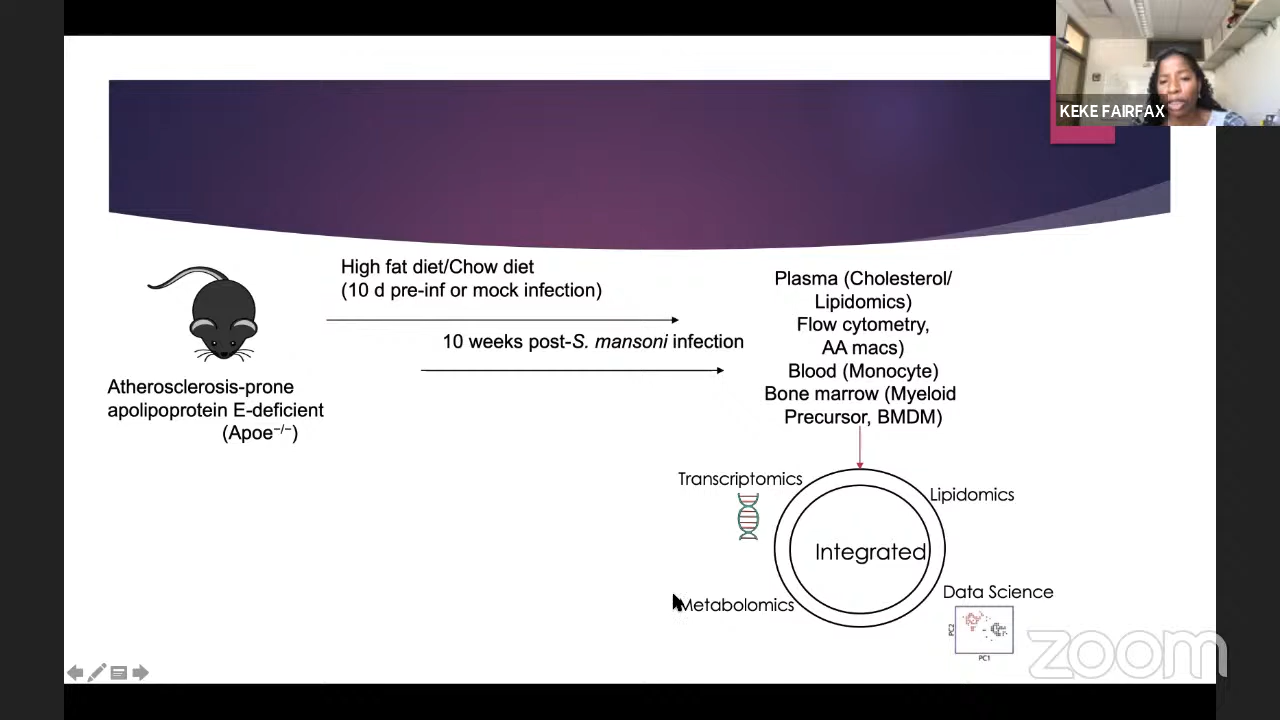 KEKE FAIRFAX
High fat diet/Chow diet
(10 d pre-inf or mock infection)
10 weeks post-S. mansoni infection
Atherosclerosis-prone
apolipoprotein E-deficient
(Apoe⁻/⁻)
Plasma (Cholesterol/
Lipidomics)
Flow cytometry,
AA macs)
Blood (Monocyte)
Bone marrow (Myeloid
Precursor, BMDM)
Transcriptomics
Lipidomics
Integrated
Metabolomics
Data Science
PC2
PC1
zoom